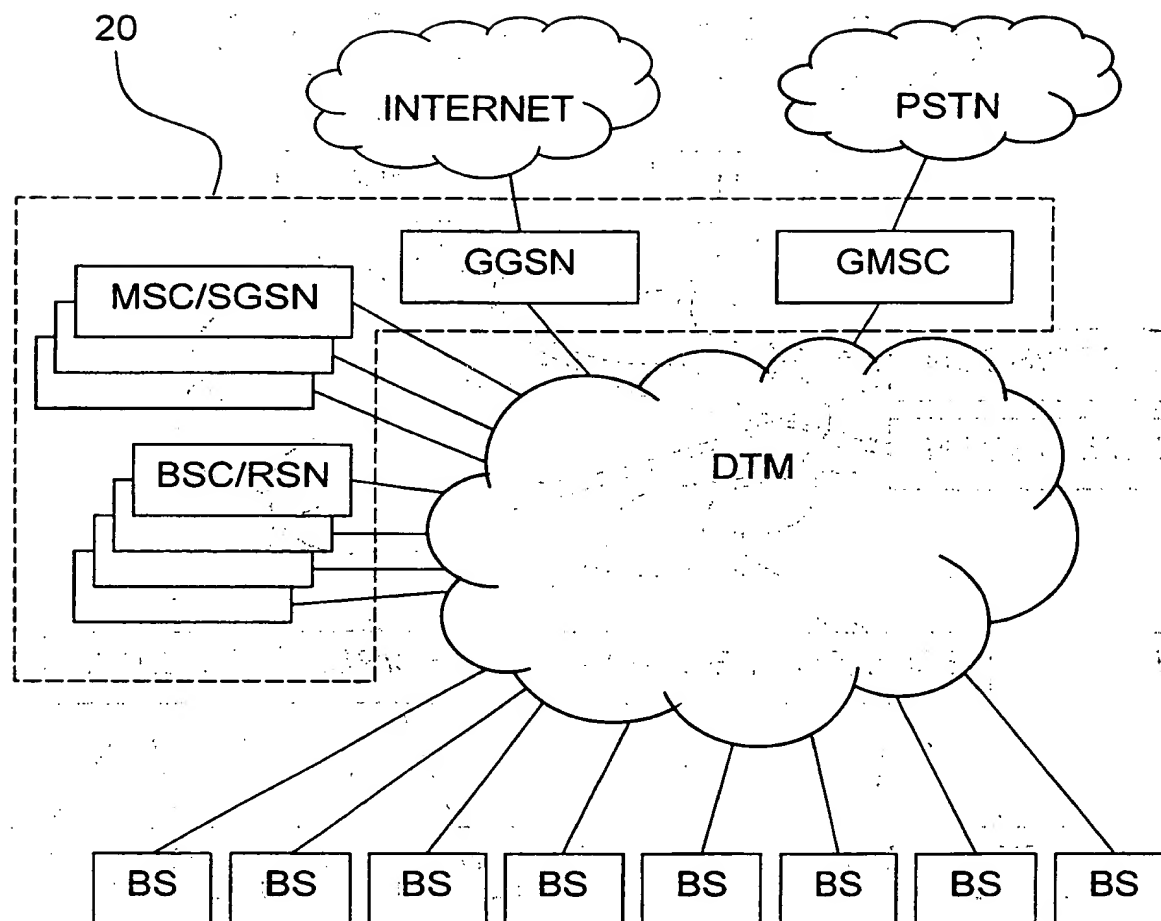 20
INTERNET
PSTN
GGSN
GMSC
MSC/SGSN
DTM
BSC/RSN
BS BS BS BS BS BS BS BS